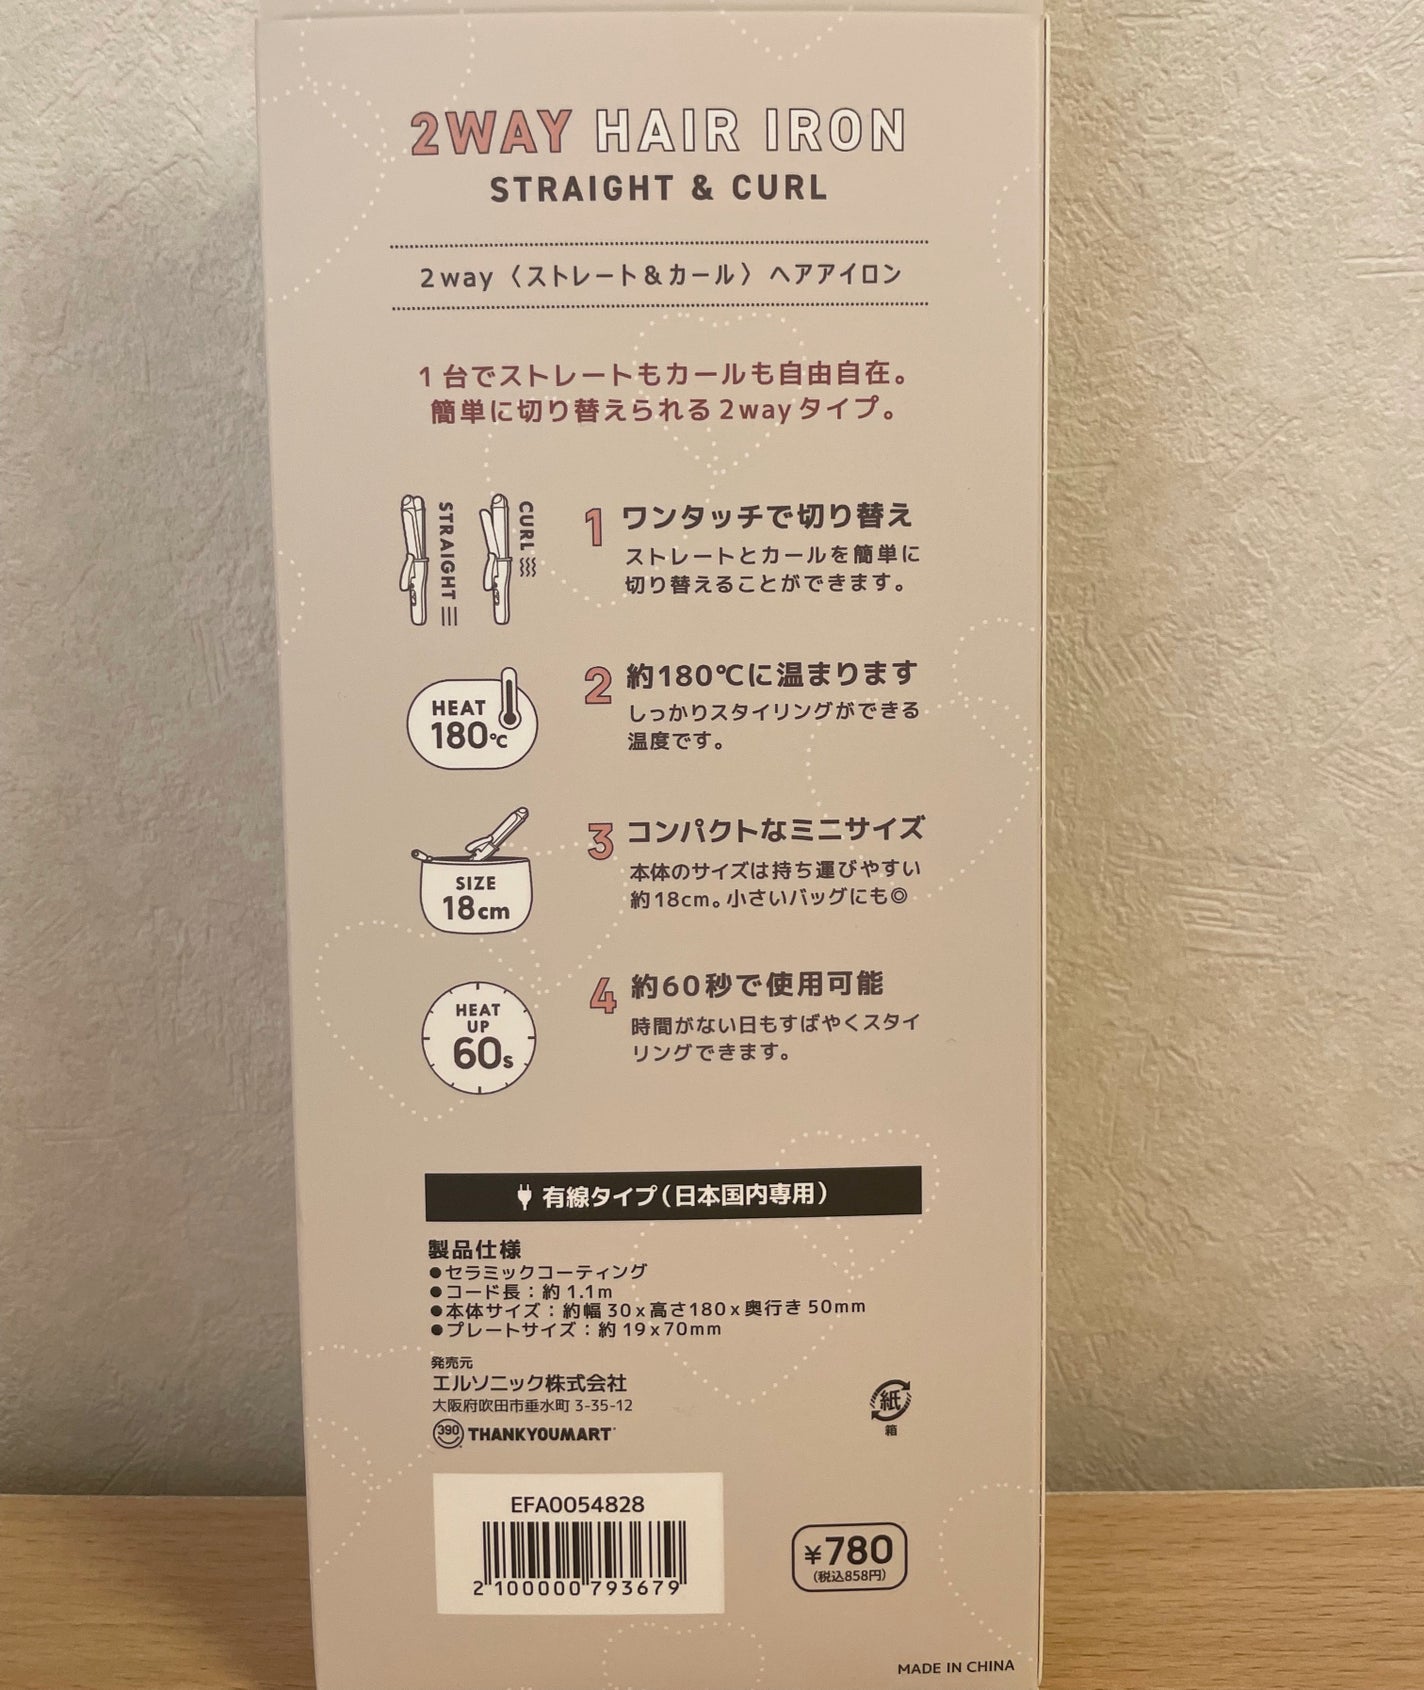 2WAY HAIR IRON
STRAIGHT & CURL
2way〈ストレート&カール〉ヘアアイロン
1台でストレートもカールも自由自在。
簡単に切り替えられる2wayタイプ。
STRAIGHT
CURL
1 ワンタッチで切り替え
ストレートとカールを簡単に
切り替えることができます。
HEAT
180℃
2 約180℃に温まります
しっかりスタイリングができる
温度です。
SIZE
18cm
3 コンパクトなミニサイズ
本体のサイズは持ち運びやすい
約18cm。小さいバッグにも◎
HEAT
UP
60s
4 約60秒で使用可能
時間がない日もすばやくスタイ
リングできます。
有線タイプ(日本国内専用)
製品仕様
●セラミックコーティング
●コード長:約1.1m
●本体サイズ:約幅30x高さ180x奥行き50mm
●プレートサイズ:約19x70mm
発売元
エルソニック株式会社
大阪府吹田市垂水町3-35-12
390 THANKYOUMART
紙
箱
EFA0054828
2 100000 793679
¥780
(税込858円)
MADE IN CHINA